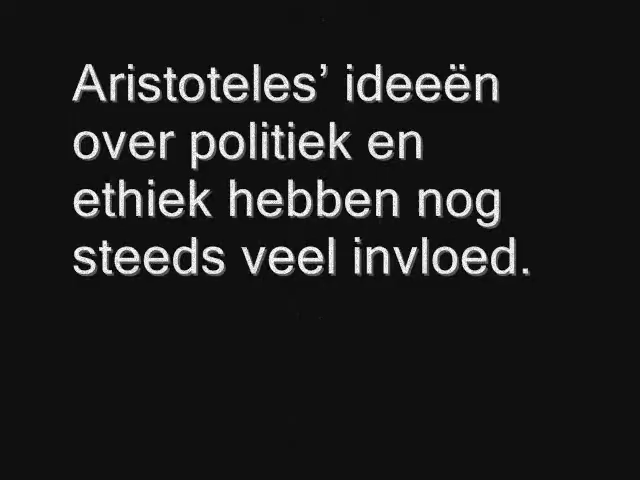 Aristoteles’ ideeën
over politiek en
ethiek hebben nog
steeds veel invloed.